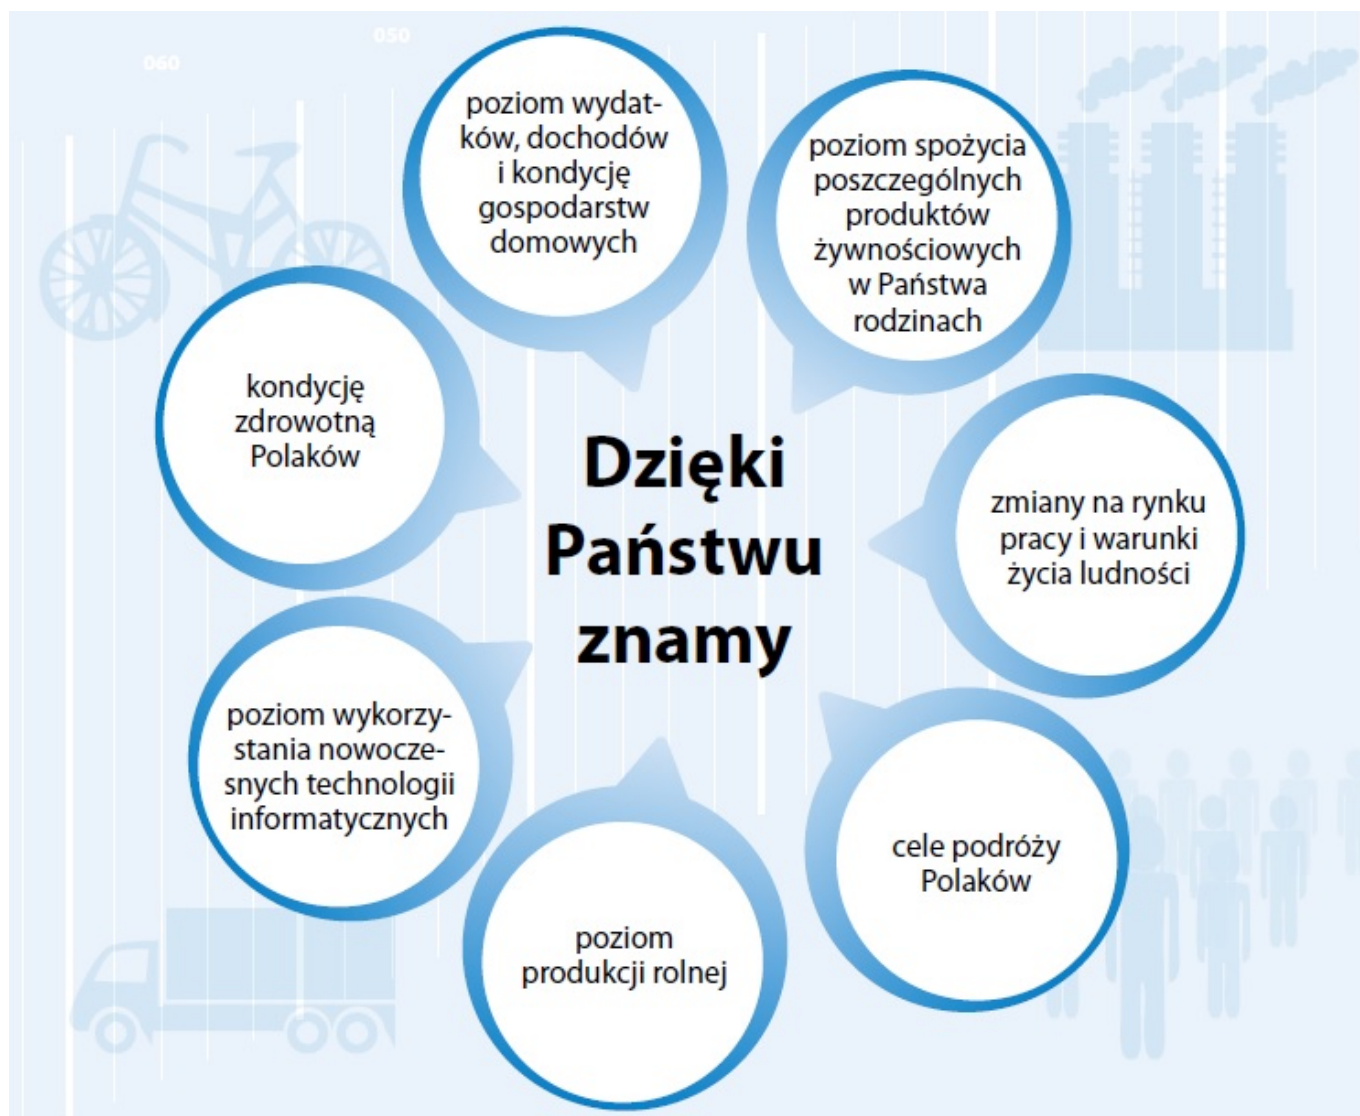 060
050
poziom wydat-
ków, dochodów
i kondycję
gospodarstw
domowych
poziom spożycia
poszczególnych
produktów
żywnościowych
w Państwa
rodzinach
kondycję
zdrowotną
Polaków
Dzięki
Państwu
znamy
zmiany na rynku
pracy i warunki
życia ludności
poziom wykorzy-
stania nowocze-
snych technologii
informatycznych
cele podróży
Polaków
poziom
produkcji rolnej